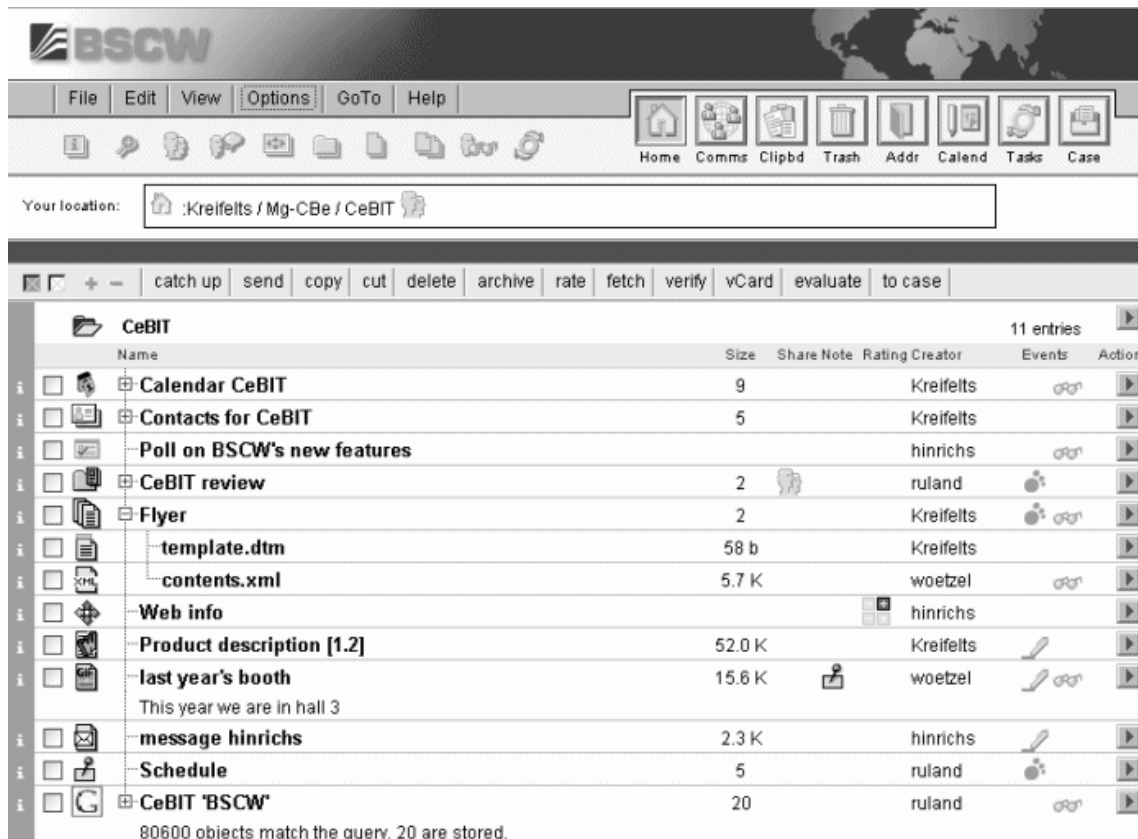 BSCW
File Edit View Options GoTo Help
Home Comms Clipbd Trash Addr Calend Tasks Case
Your location: :Kreifelts / Mg-CBe / CeBIT
catch up send copy cut delete archive rate fetch verify vCard evaluate to case
CeBIT 11 entries
Name Size Share Note Rating Creator Events Action
Calendar CeBIT 9 Kreifelts
Contacts for CeBIT 5 Kreifelts
Poll on BSCW's new features hinrichs
CeBIT review 2 ruland
Flyer 2 Kreifelts
template.dtm 58 b Kreifelts
XML contents.xml 5.7 K woetzel
Web info hinrichs
Product description [1.2] 52.0 K Kreifelts
GIF last year's booth 15.6 K woetzel
This year we are in hall 3
message hinrichs 2.3 K hinrichs
Schedule 5 ruland
G CeBIT 'BSCW' 20 ruland
80600 objects match the query, 20 are stored.